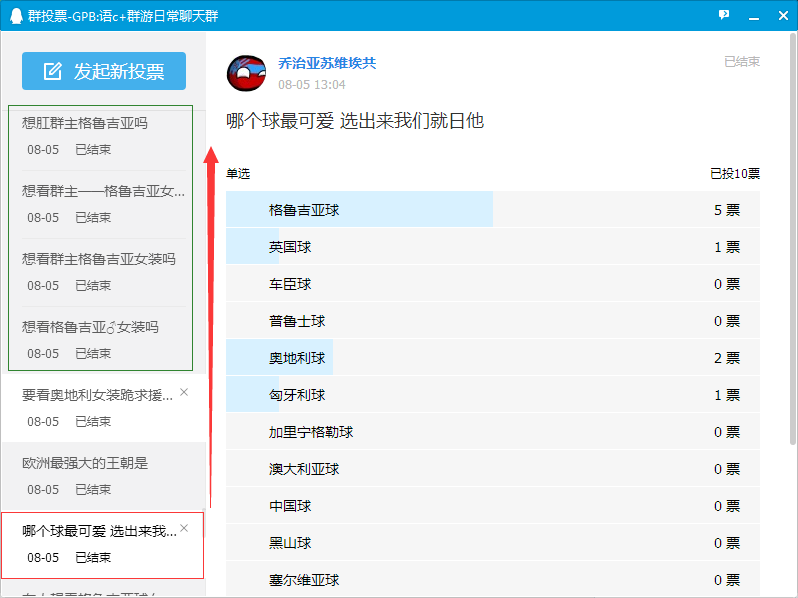 群投票-GPB:语c+群游日常聊天群
发起新投票
想肛群主格鲁吉亚吗
08-05 已结束
想看群主——格鲁吉亚女...
08-05 已结束
想看群主格鲁吉亚女装吗
08-05 已结束
想看格鲁吉亚♂女装吗
08-05 已结束
要看奥地利女装跪求援...
08-05 已结束
欧洲最强大的王朝是
08-05 已结束
哪个球最可爱 选出来我...
08-05 已结束
乔治亚苏维埃共
已结束
08-05 13:04
哪个球最可爱 选出来我们就日他
单选 已投10票
格鲁吉亚球 5 票
英国球 1 票
车臣球 0 票
普鲁士球 0 票
奥地利球 2 票
匈牙利球 1 票
加里宁格勒球 0 票
澳大利亚球 0 票
中国球 0 票
黑山球 0 票
塞尔维亚球 0 票